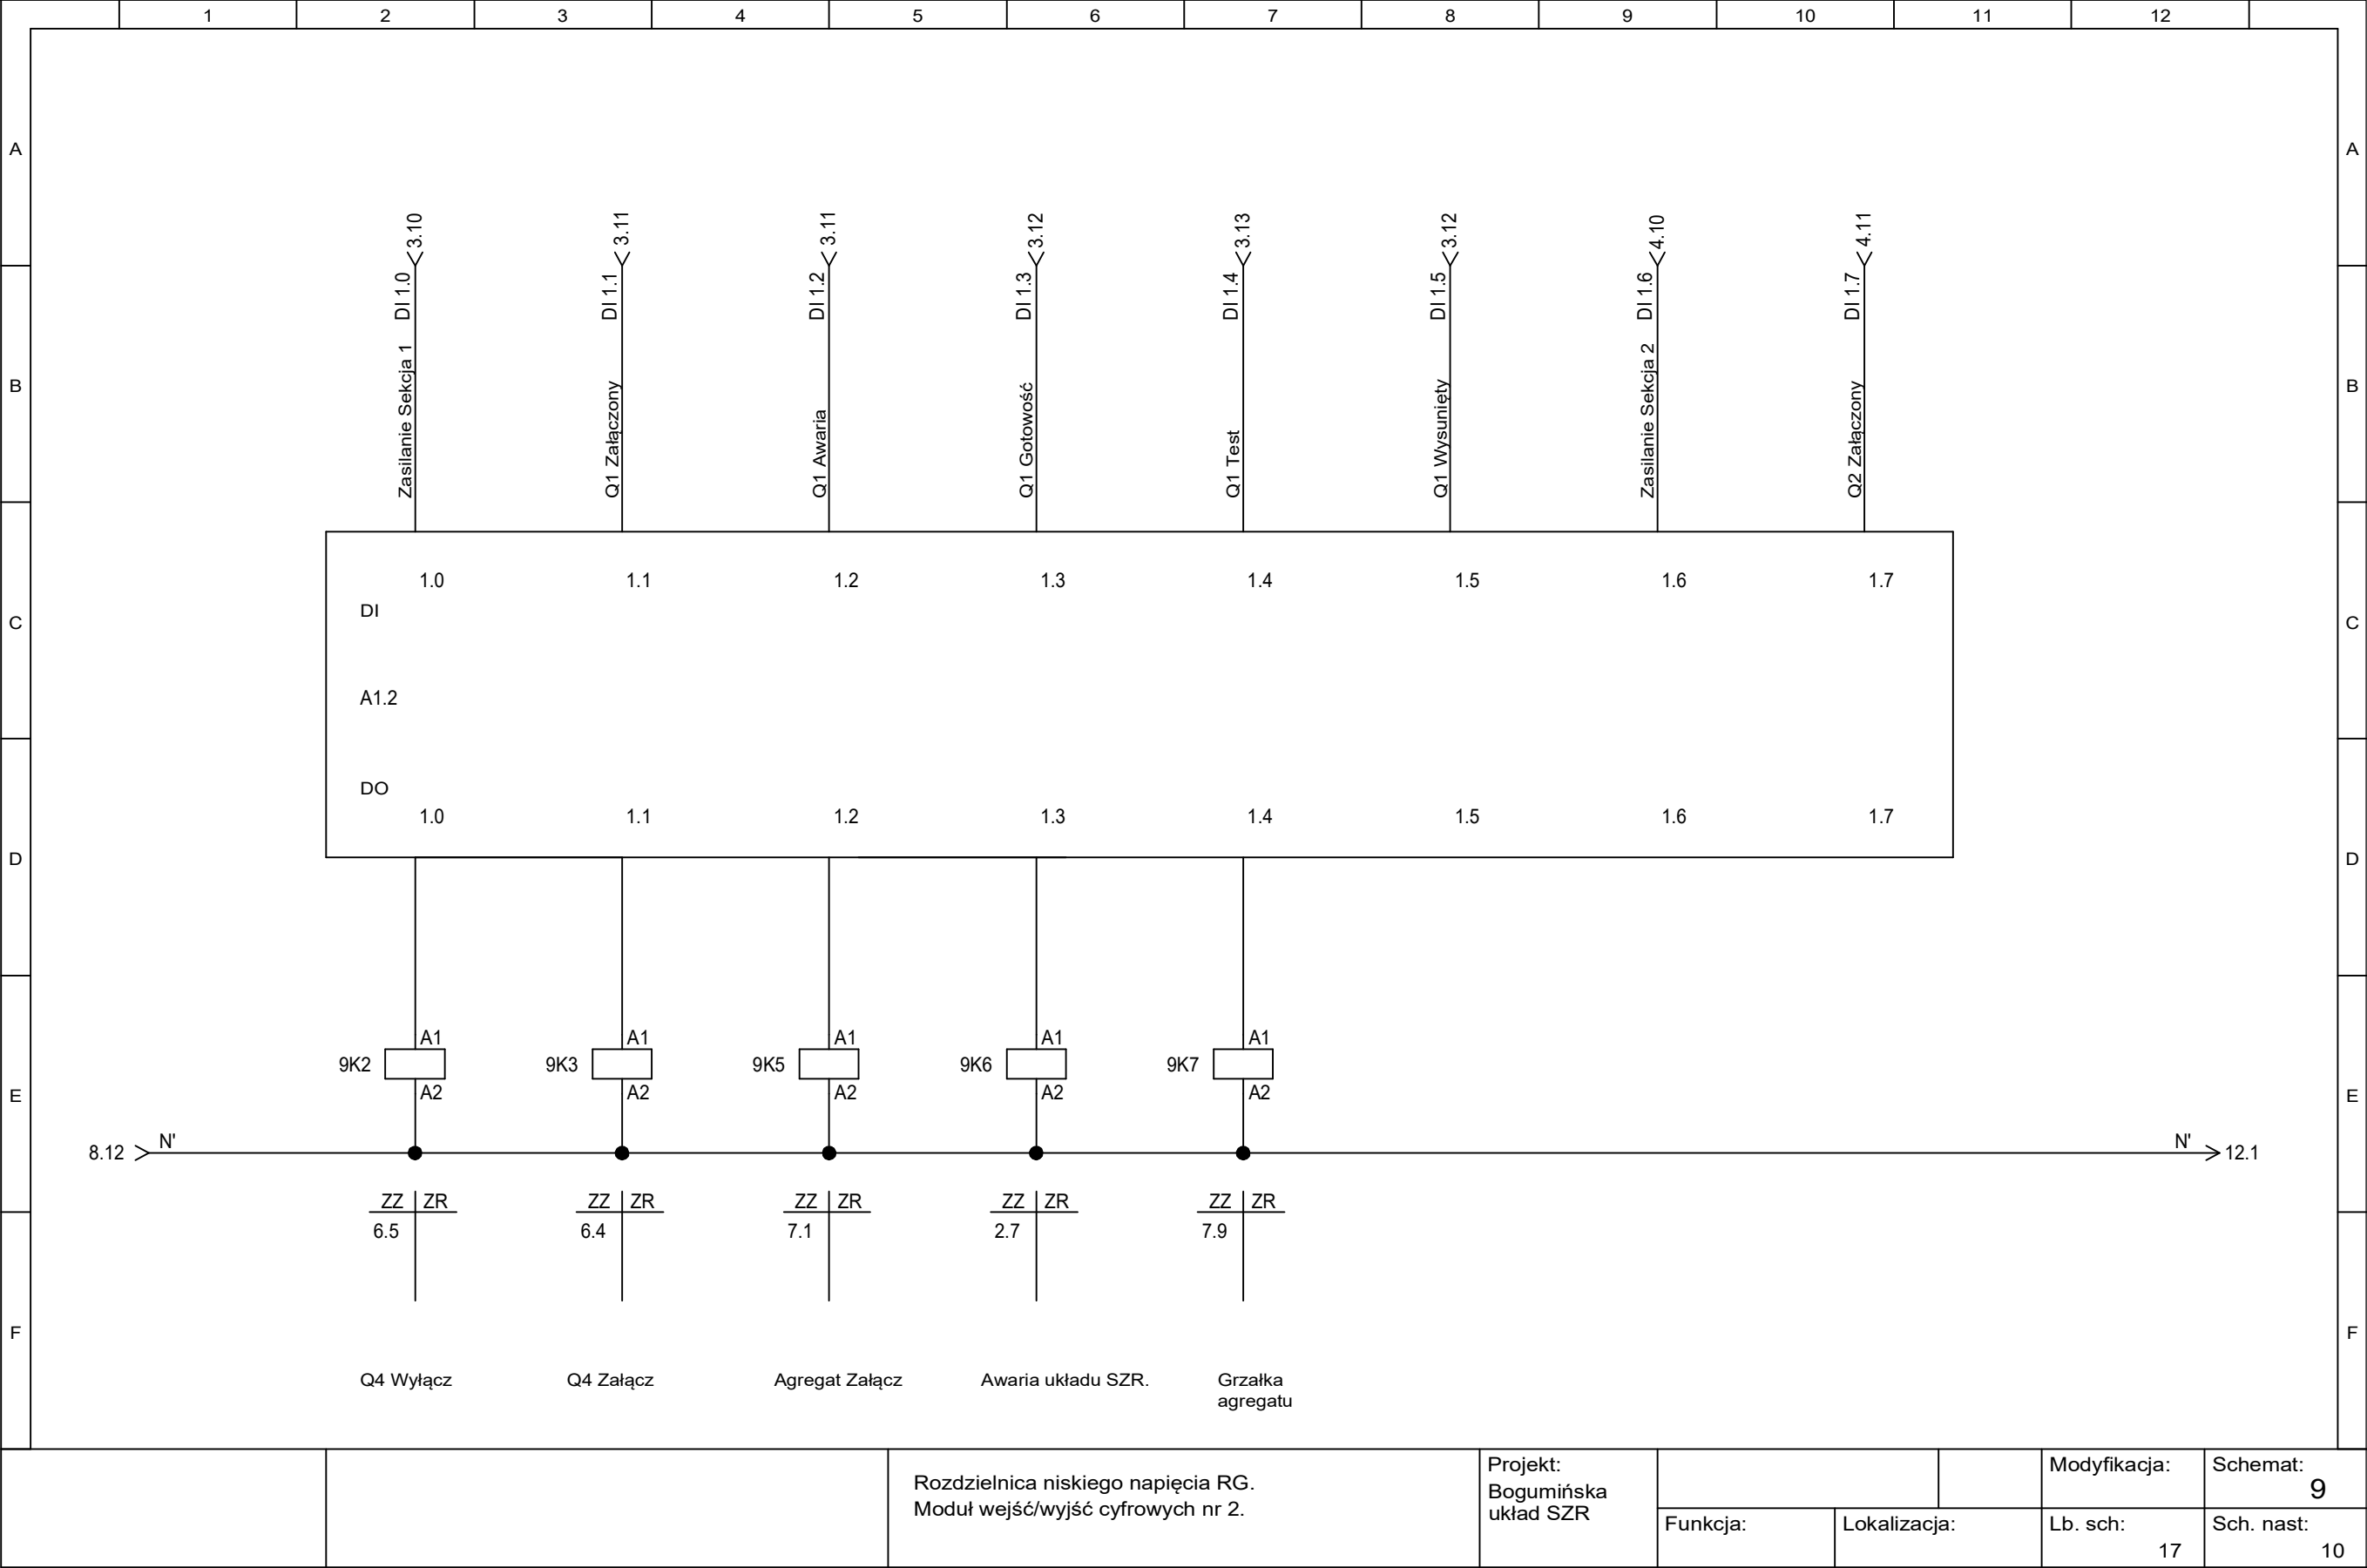 1 2 3 4 5 6 7 8 9 10 11 12
A A
3.10 3.11 3.11 3.12 3.13 3.12 4.10 4.11
DI 1.0 DI 1.1 DI 1.2 DI 1.3 DI 1.4 DI 1.5 DI 1.6 DI 1.7
B B
Zasilanie Sekcja 1 Q1 Załączony Q1 Awaria Q1 Gotowość Q1 Test Q1 Wysunięty Zasilanie Sekcja 2 Q2 Załączony
1.0 1.1 1.2 1.3 1.4 1.5 1.6 1.7
DI
C C
A1.2
DO
1.0 1.1 1.2 1.3 1.4 1.5 1.6 1.7
D D
A1 A1 A1 A1 A1
9K2 9K3 9K5 9K6 9K7
A2 A2 A2 A2 A2
E E
N' N'
8.12 12.1
ZZ ZR ZZ ZR ZZ ZR ZZ ZR ZZ ZR
6.5 6.4 7.1 2.7 7.9
F F
Q4 Wyłącz Q4 Załącz Agregat Załącz Awaria układu SZR. Grzałka
agregatu
Rozdzielnica niskiego napięcia RG.
Moduł wejść/wyjść cyfrowych nr 2.
Projekt:
Bogumińska
układ SZR
Modyfikacja:
Schemat:
9
Funkcja:
Lokalizacja:
Lb. sch:
17
Sch. nast:
10